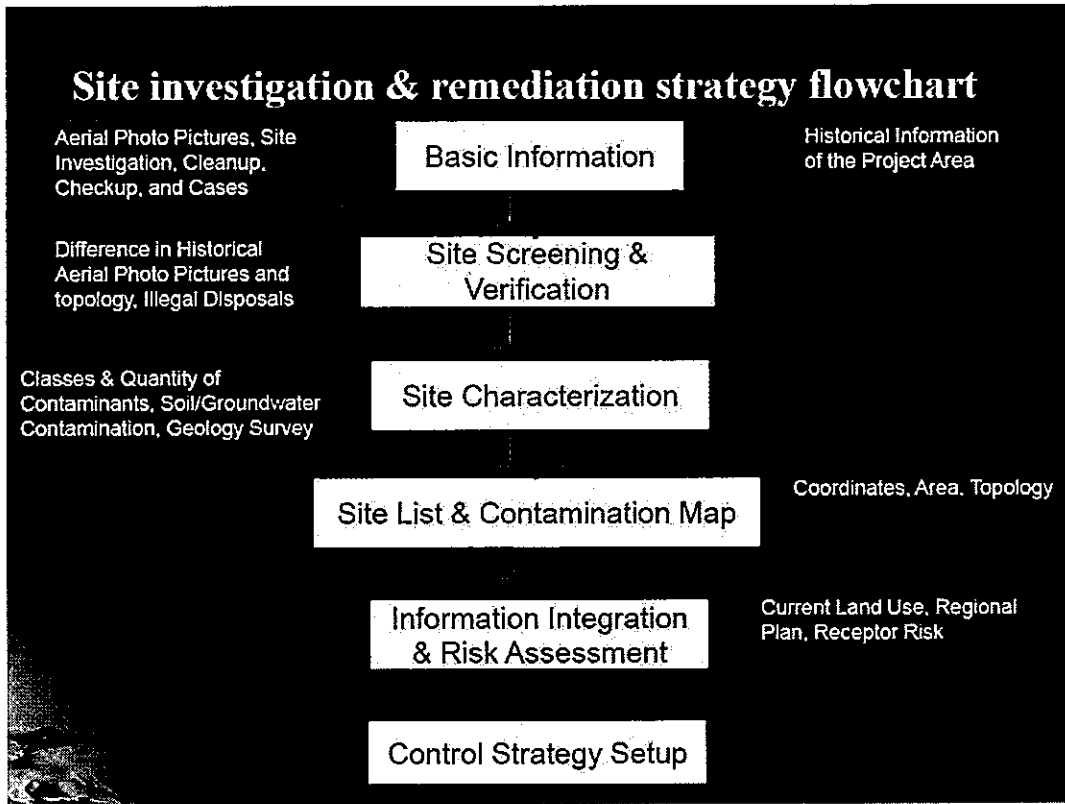 Site investigation & remediation strategy flowchart
Aerial Photo Pictures, Site
Investigation, Cleanup,
Checkup, and Cases
Basic Information
Historical Information
of the Project Area
Difference in Historical
Aerial Photo Pictures and
topology, Illegal Disposals
Site Screening &
Verification
Classes & Quantity of
Contaminants, Soil/Groundwater
Contamination, Geology Survey
Site Characterization
Site List & Contamination Map
Coordinates, Area, Topology
Information Integration
& Risk Assessment
Current Land Use, Regional
Plan, Receptor Risk
Control Strategy Setup